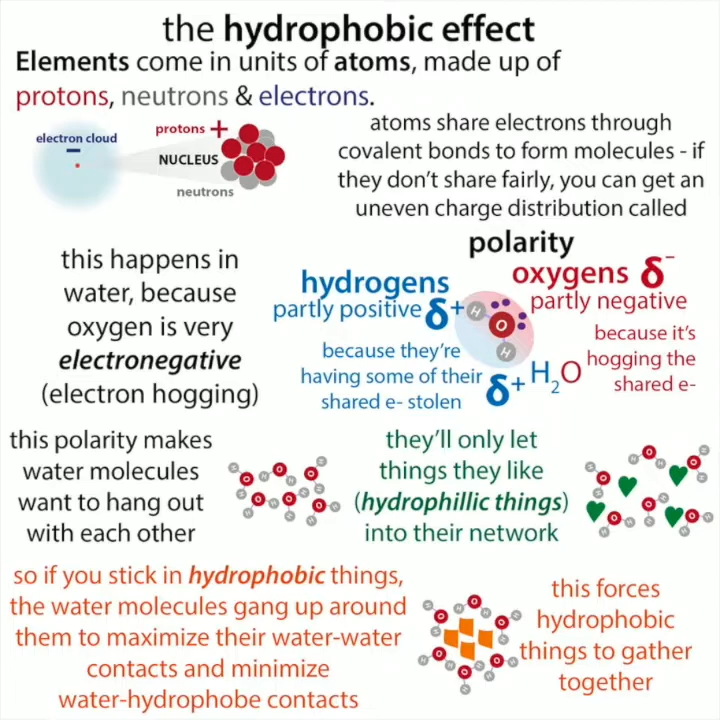 the hydrophobic effect
Elements come in units of atoms, made up of
protons, neutrons & electrons.
electron cloud
−
protons +
NUCLEUS
neutrons
atoms share electrons through
covalent bonds to form molecules - if
they don't share fairly, you can get an
uneven charge distribution called
polarity
this happens in
water, because
oxygen is very
electronegative
(electron hogging)
hydrogens
partly positive δ+
because they're
having some of their
shared e- stolen
H
O
H
δ+ H₂O
oxygens δ⁻
partly negative
because it's
hogging the
shared e-
this polarity makes
water molecules
want to hang out
with each other
they'll only let
things they like
(hydrophillic things)
into their network
so if you stick in hydrophobic things,
the water molecules gang up around
them to maximize their water-water
contacts and minimize
water-hydrophobe contacts
this forces
hydrophobic
things to gather
together